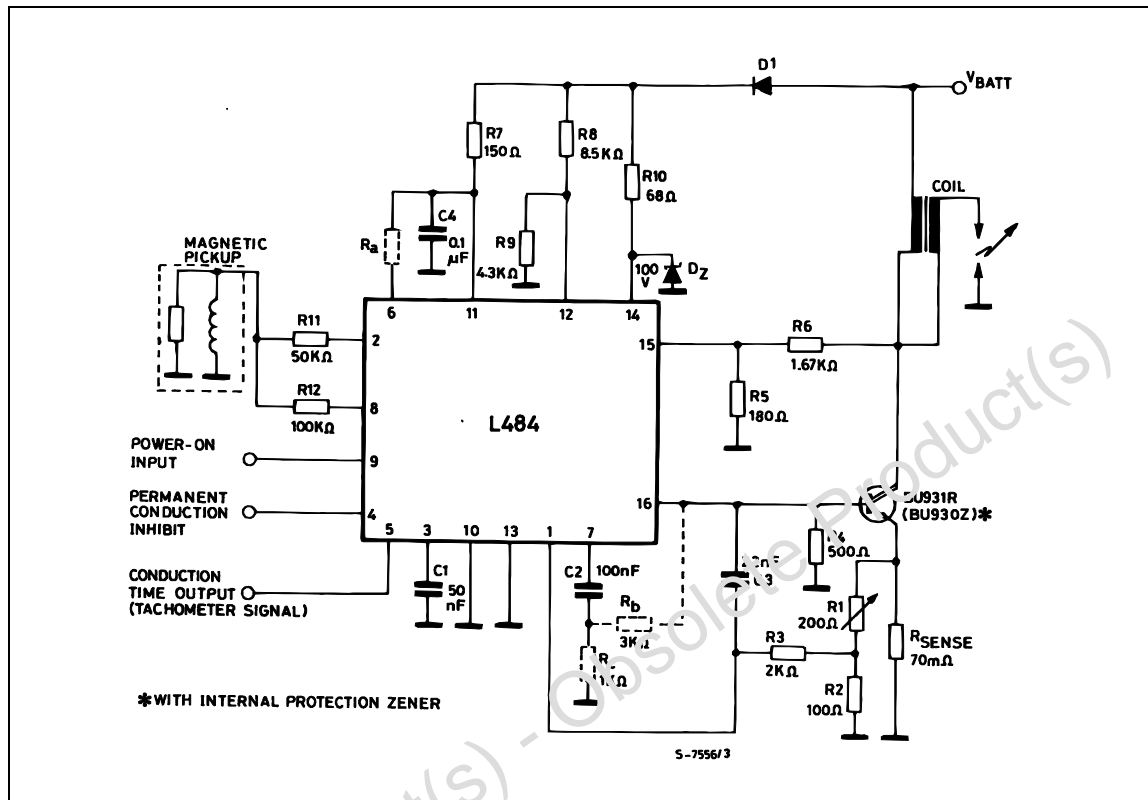 D1
VBATT
R7
150Ω
R8
8.5KΩ
R10
68Ω
COIL
C4
0.1
μF
Ra
R9
4.3KΩ
100
V
DZ
MAGNETIC
PICKUP
6
11
12
14
R11
50KΩ
2
15
R6
1.67KΩ
R12
100KΩ
8
R5
180Ω
L484
POWER-ON
INPUT
9
PERMANENT
CONDUCTION
INHIBIT
4
16
BU931R
(BU930Z)*
R4
500Ω
5
3
10
13
1
7
CONDUCTION
TIME OUTPUT
(TACHOMETER SIGNAL)
C1
50
nF
C2
100nF
Rb
3KΩ
R1
200Ω
RSENSE
70mΩ
R3
2KΩ
R2
100Ω
*WITH INTERNAL PROTECTION ZENER
S-7556/3
Obsolete Product(s)
ct(s) -